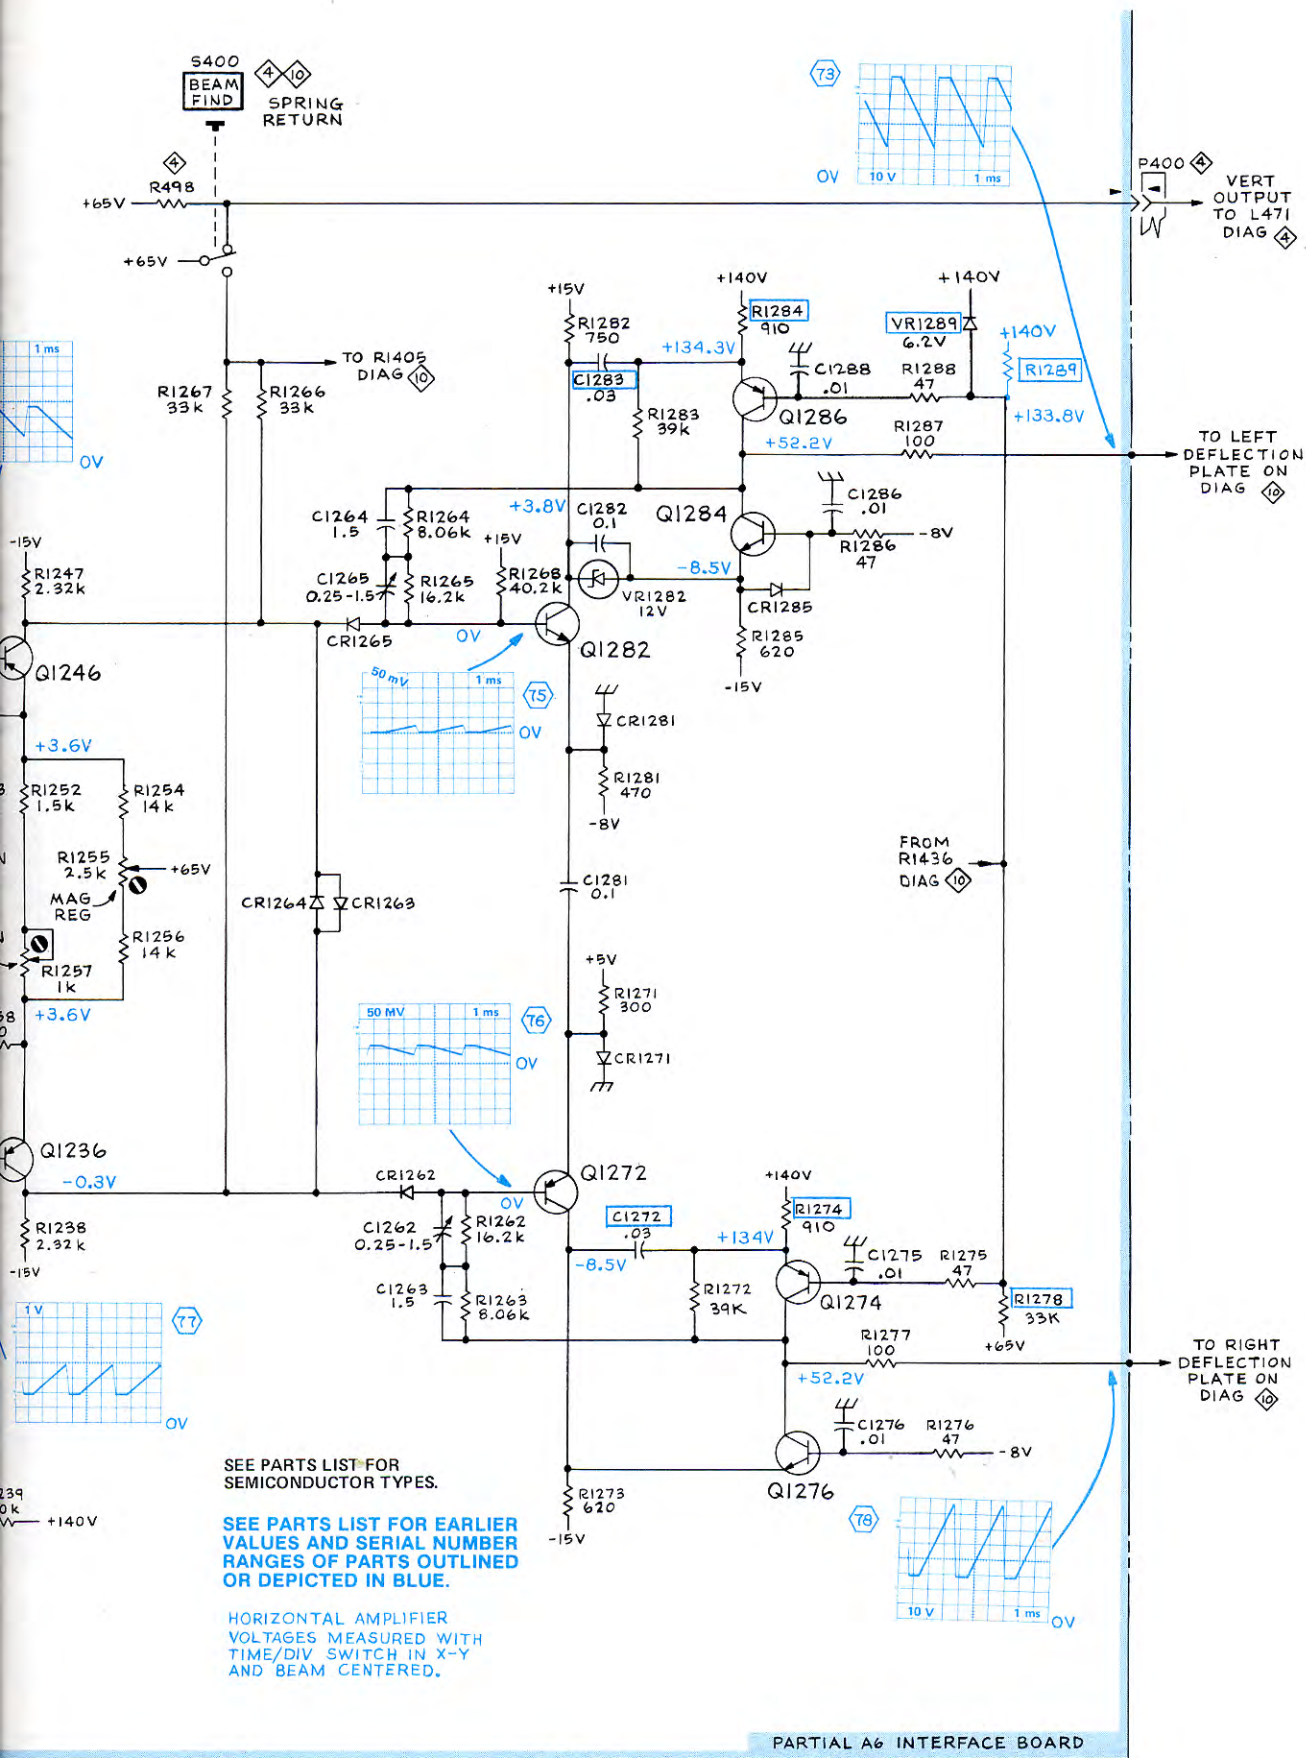 S400
BEAM
FIND
4
10
SPRING
RETURN
4
R498
+65V
+65V
73
0V
10 V
1 ms
P400
4
VERT
OUTPUT
TO L471
DIAG 4
1 ms
0V
R1267
33k
R1266
33k
TO R1405
DIAG 10
+15V
R1282
750
C1283
.03
+140V
R1284
910
+134.3V
R1283
39k
C1288
.01
Q1286
+52.2V
+140V
VR1289
6.2V
R1288
47
+140V
R1289
+133.8V
R1287
100
TO LEFT
DEFLECTION
PLATE ON
DIAG 10
-15V
R1247
2.32k
Q1246
C1264
1.5
R1264
8.06k
+3.8V
C1282
0.1
Q1284
C1286
.01
-8V
R1286
47
+15V
C1265
0.25-1.5
R1265
16.2k
R1268
40.2k
VR1282
12V
-8.5V
CR1285
CR1265
0V
Q1282
R1285
620
-15V
50 mV
1 ms
75
0V
CR1281
R1281
470
-8V
+3.6V
R1252
1.5k
R1254
14k
R1255
2.5k
+65V
MAG
REG
R1256
14k
R1257
1k
+3.6V
CR1264
CR1263
C1281
0.1
FROM
R1436
DIAG 10
+5V
R1271
300
CR1271
50 MV
1 ms
76
0V
Q1236
-0.3V
R1238
2.32k
-15V
CR1262
0V
Q1272
C1262
0.25-1.5
R1262
16.2k
C1263
1.5
R1263
8.06k
C1272
.03
-8.5V
+140V
R1274
910
+134V
R1272
39K
C1275
.01
R1275
47
Q1274
R1278
33K
+65V
R1277
100
+52.2V
TO RIGHT
DEFLECTION
PLATE ON
DIAG 10
1 V
77
0V
C1276
.01
R1276
47
-8V
Q1276
R1273
620
-15V
78
10 V
1 ms
0V
+140V
SEE PARTS LIST FOR
SEMICONDUCTOR TYPES.
SEE PARTS LIST FOR EARLIER
VALUES AND SERIAL NUMBER
RANGES OF PARTS OUTLINED
OR DEPICTED IN BLUE.
HORIZONTAL AMPLIFIER
VOLTAGES MEASURED WITH
TIME/DIV SWITCH IN X-Y
AND BEAM CENTERED.
PARTIAL A6 INTERFACE BOARD